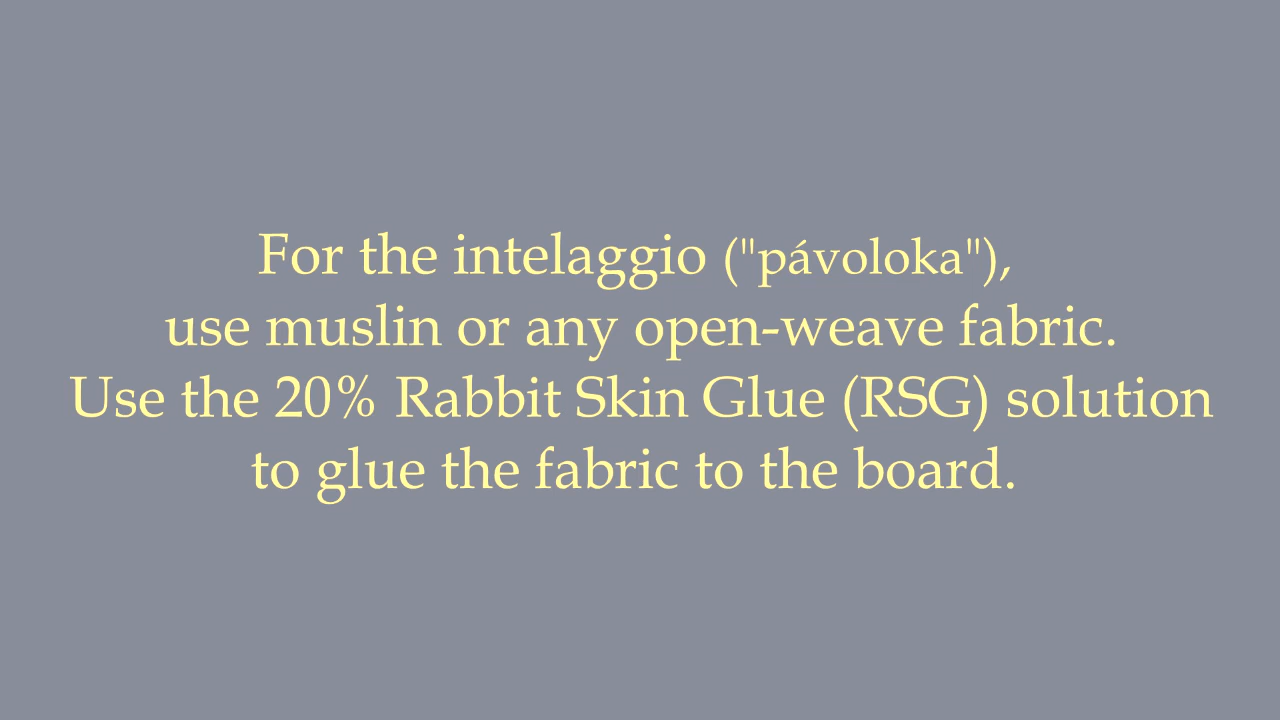 For the intelaggio ("pávoloka"),
use muslin or any open-weave fabric.
Use the 20% Rabbit Skin Glue (RSG) solution
to glue the fabric to the board.